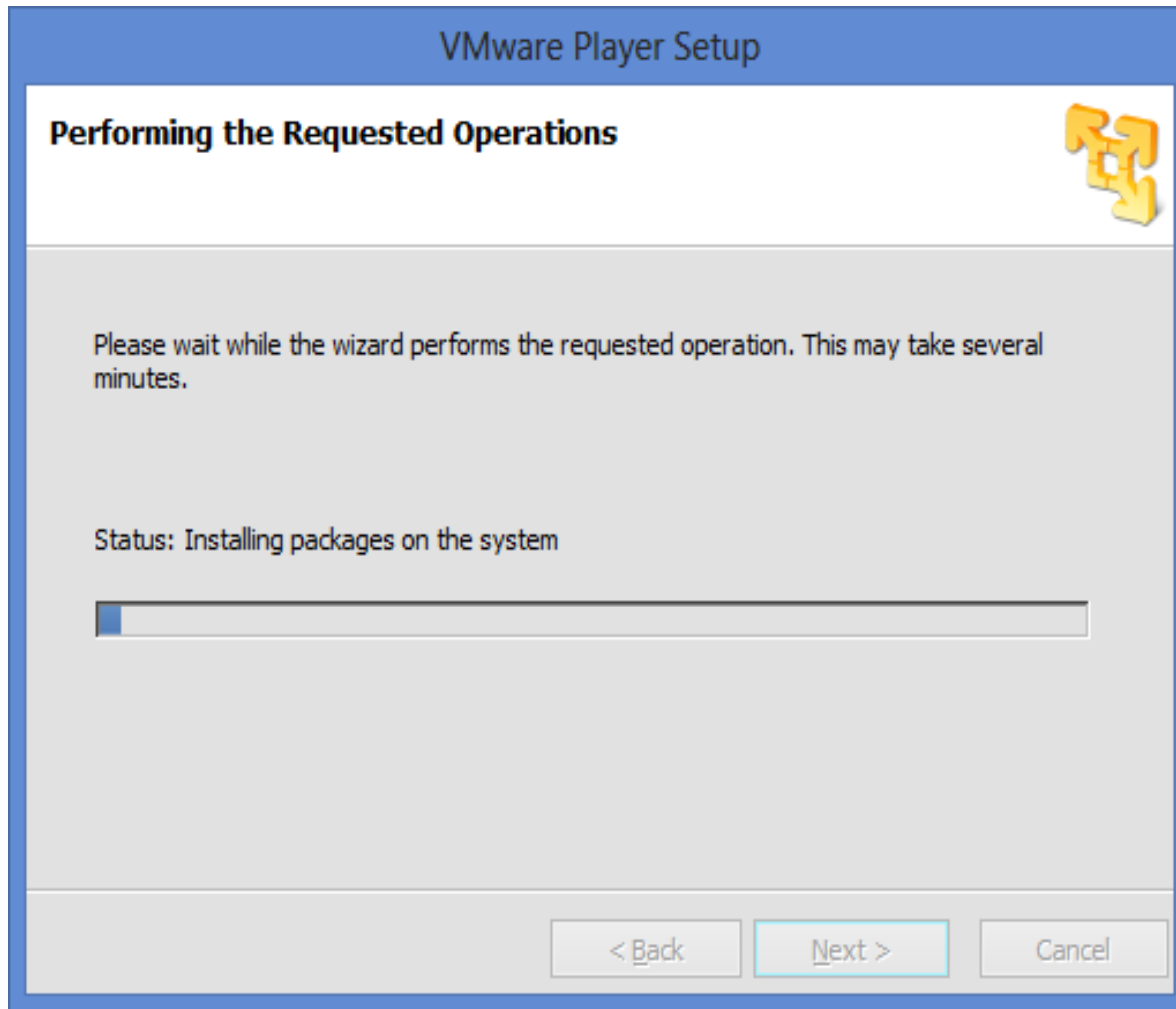 VMware Player Setup
Performing the Requested Operations
Please wait while the wizard performs the requested operation. This may take several
minutes.
Status: Installing packages on the system
< Back
Next >
Cancel